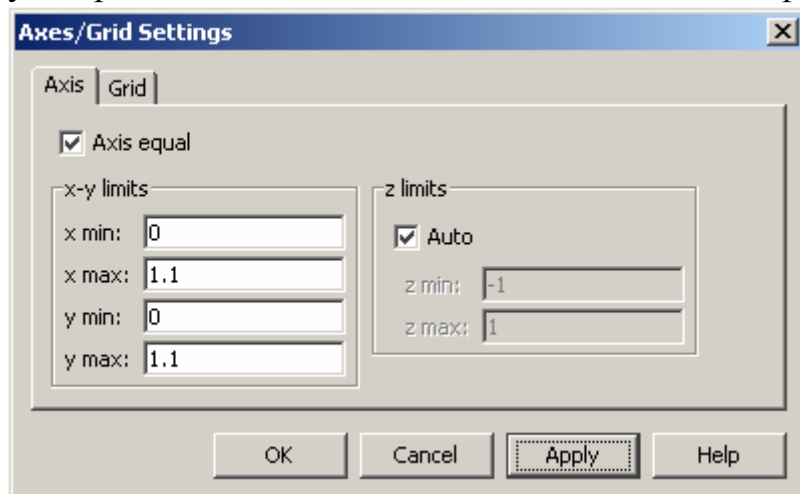 Axes/Grid Settings
Axis Grid
Axis equal
x-y limits
x min: 0
x max: 1.1
y min: 0
y max: 1.1
z limits
Auto
z min: -1
z max: 1
OK Cancel Apply Help